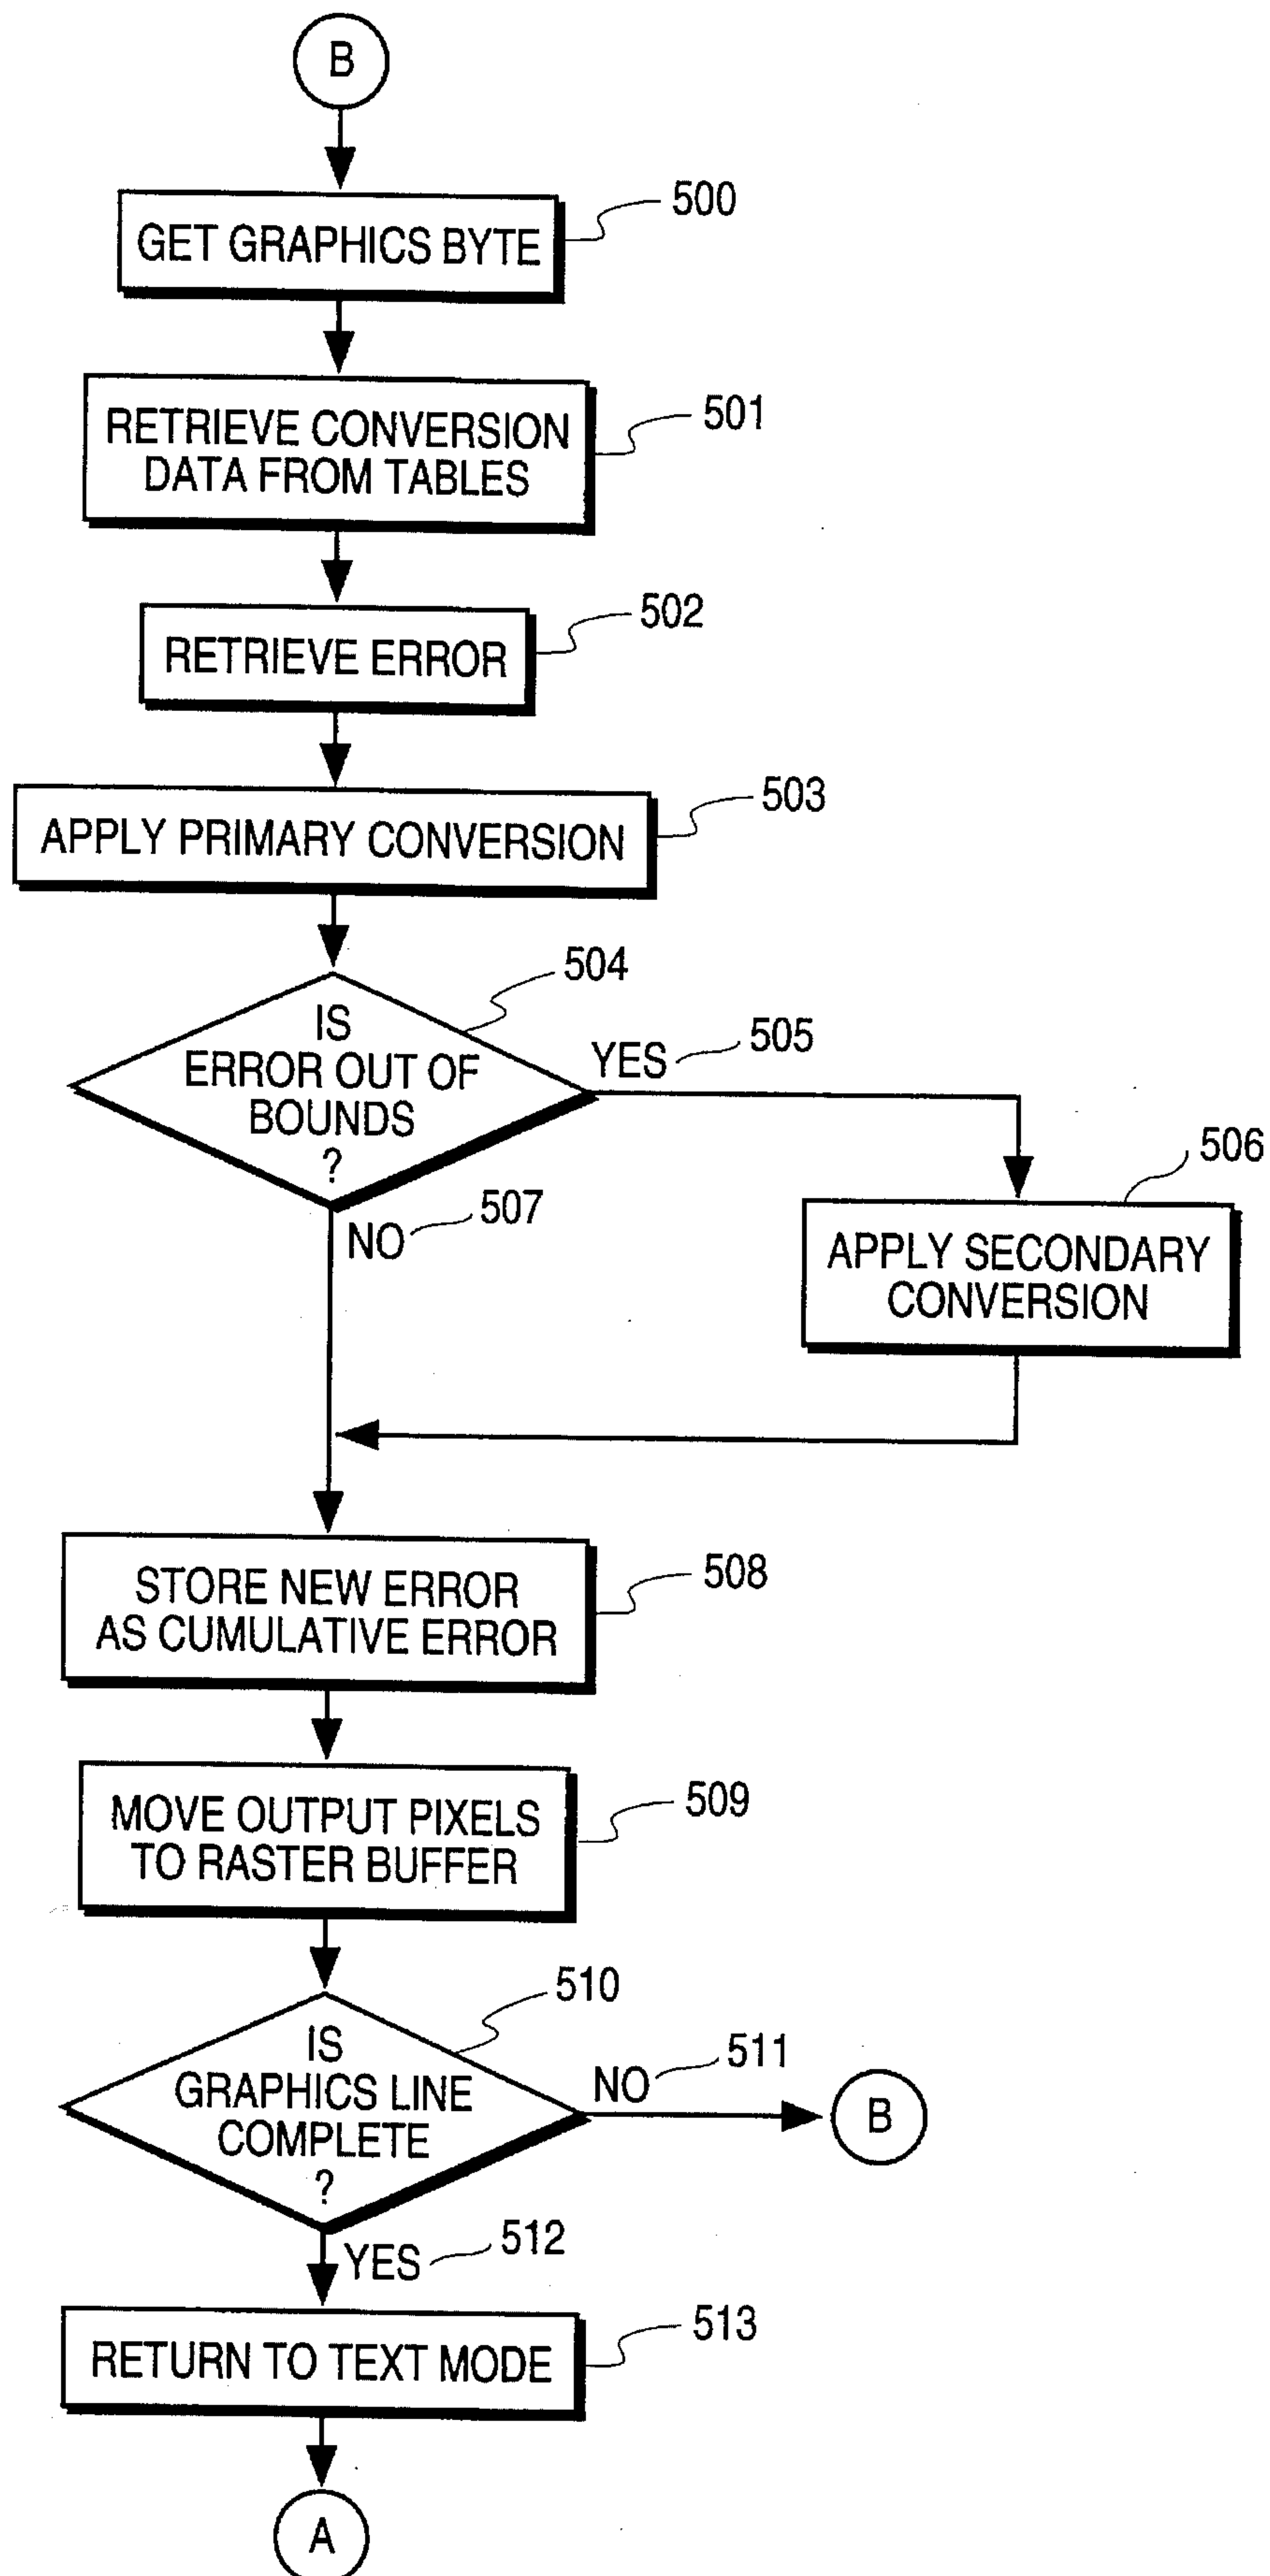 B
500
GET GRAPHICS BYTE
501
RETRIEVE CONVERSION
DATA FROM TABLES
502
RETRIEVE ERROR
503
APPLY PRIMARY CONVERSION
504
IS
ERROR OUT OF
BOUNDS
?
YES
505
506
APPLY SECONDARY
CONVERSION
NO
507
508
STORE NEW ERROR
AS CUMULATIVE ERROR
509
MOVE OUTPUT PIXELS
TO RASTER BUFFER
510
IS
GRAPHICS LINE
COMPLETE
?
NO
511
B
YES
512
513
RETURN TO TEXT MODE
A